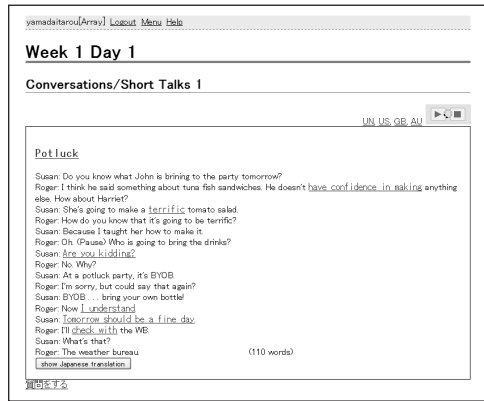 yamadaitarou[Array] Logout Menu Help
Week 1 Day 1
Conversations/Short Talks 1
UN, US, GB, AU
Potluck
Susan: Do you know what John is brining to the party tomorrow?
Roger: I think he said something about tuna fish sandwiches. He doesn't have confidence in making anything
else. How about Harriet?
Susan: She's going to make a terrific tomato salad.
Roger: How do you know that it's going to be terrific?
Susan: Because I taught her how to make it.
Roger: Oh. (Pause) Who is going to bring the drinks?
Susan: Are you kidding?
Roger: No. Why?
Susan: At a potluck party, it's BYOB.
Roger: I'm sorry, but could say that again?
Susan: BYOB . . . bring your own bottle!
Roger: Now I understand.
Susan: Tomorrow should be a fine day.
Roger: I'll check with the WB.
Susan: What's that?
Roger: The weather bureau. (110 words)
show Japanese translation
質問をする